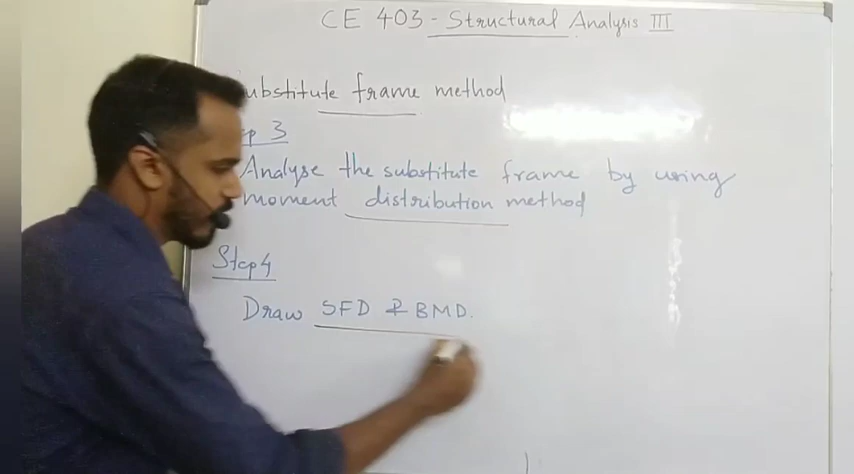 CE 403 - Structural Analysis III
ubstitute frame method
p 3
Analyse the substitute frame by using
moment distribution method
Step 4
Draw SFD & BMD.